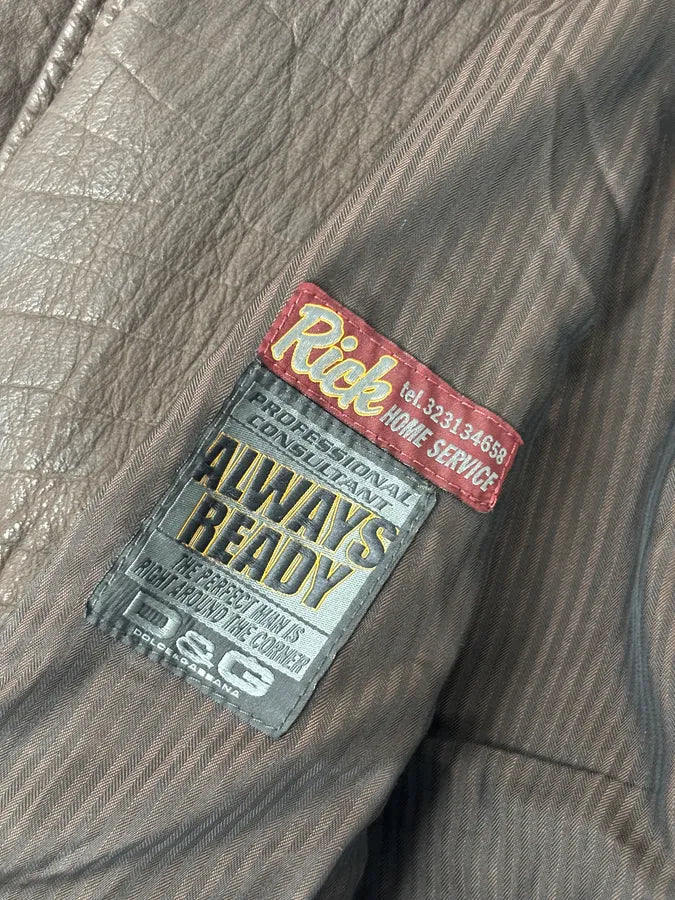 Rick
tel.323134658
HOME SERVICE
PROFESSIONAL
CONSULTANT
ALWAYS
READY
THE PERFECT MAN IS
RIGHT AROUND THE CORNER
D&G
DOLCE&GABBANA